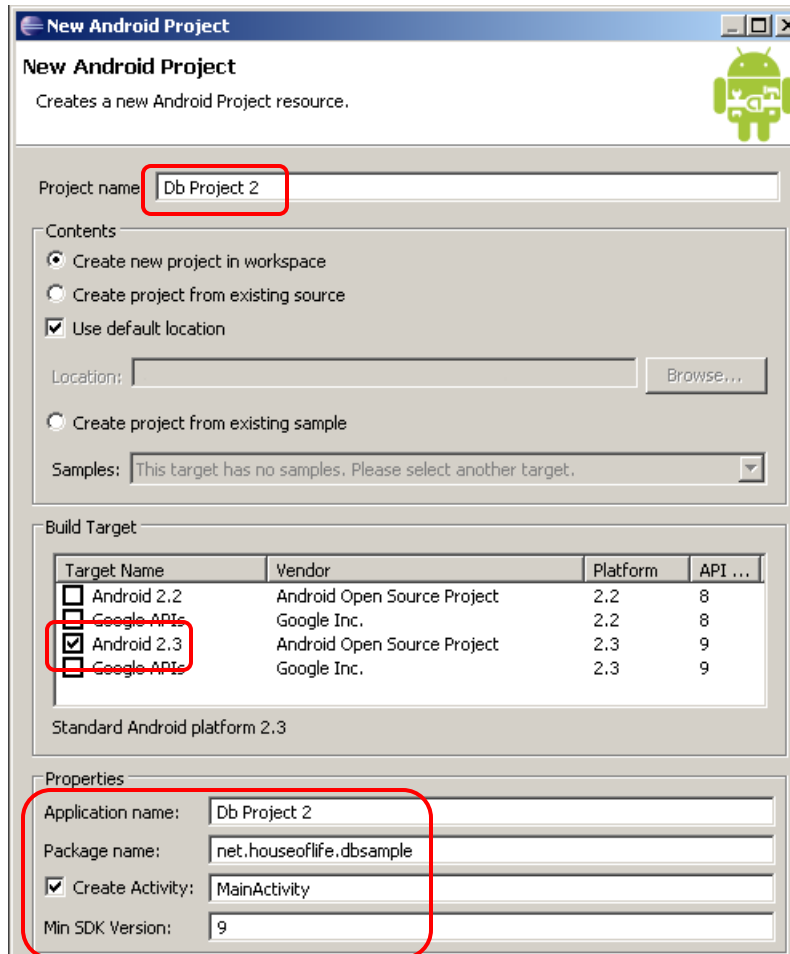 New Android Project
New Android Project
Creates a new Android Project resource.
Project name Db Project 2
Contents
Create new project in workspace
Create project from existing source
Use default location
Location: Browse...
Create project from existing sample
Samples: This target has no samples. Please select another target.
Build Target
Target Name Vendor Platform API ...
Android 2.2 Android Open Source Project 2.2 8
Google APIs Google Inc. 2.2 8
Android 2.3 Android Open Source Project 2.3 9
Google APIs Google Inc. 2.3 9
Standard Android platform 2.3
Properties
Application name: Db Project 2
Package name: net.houseoflife.dbsample
Create Activity: MainActivity
Min SDK Version: 9